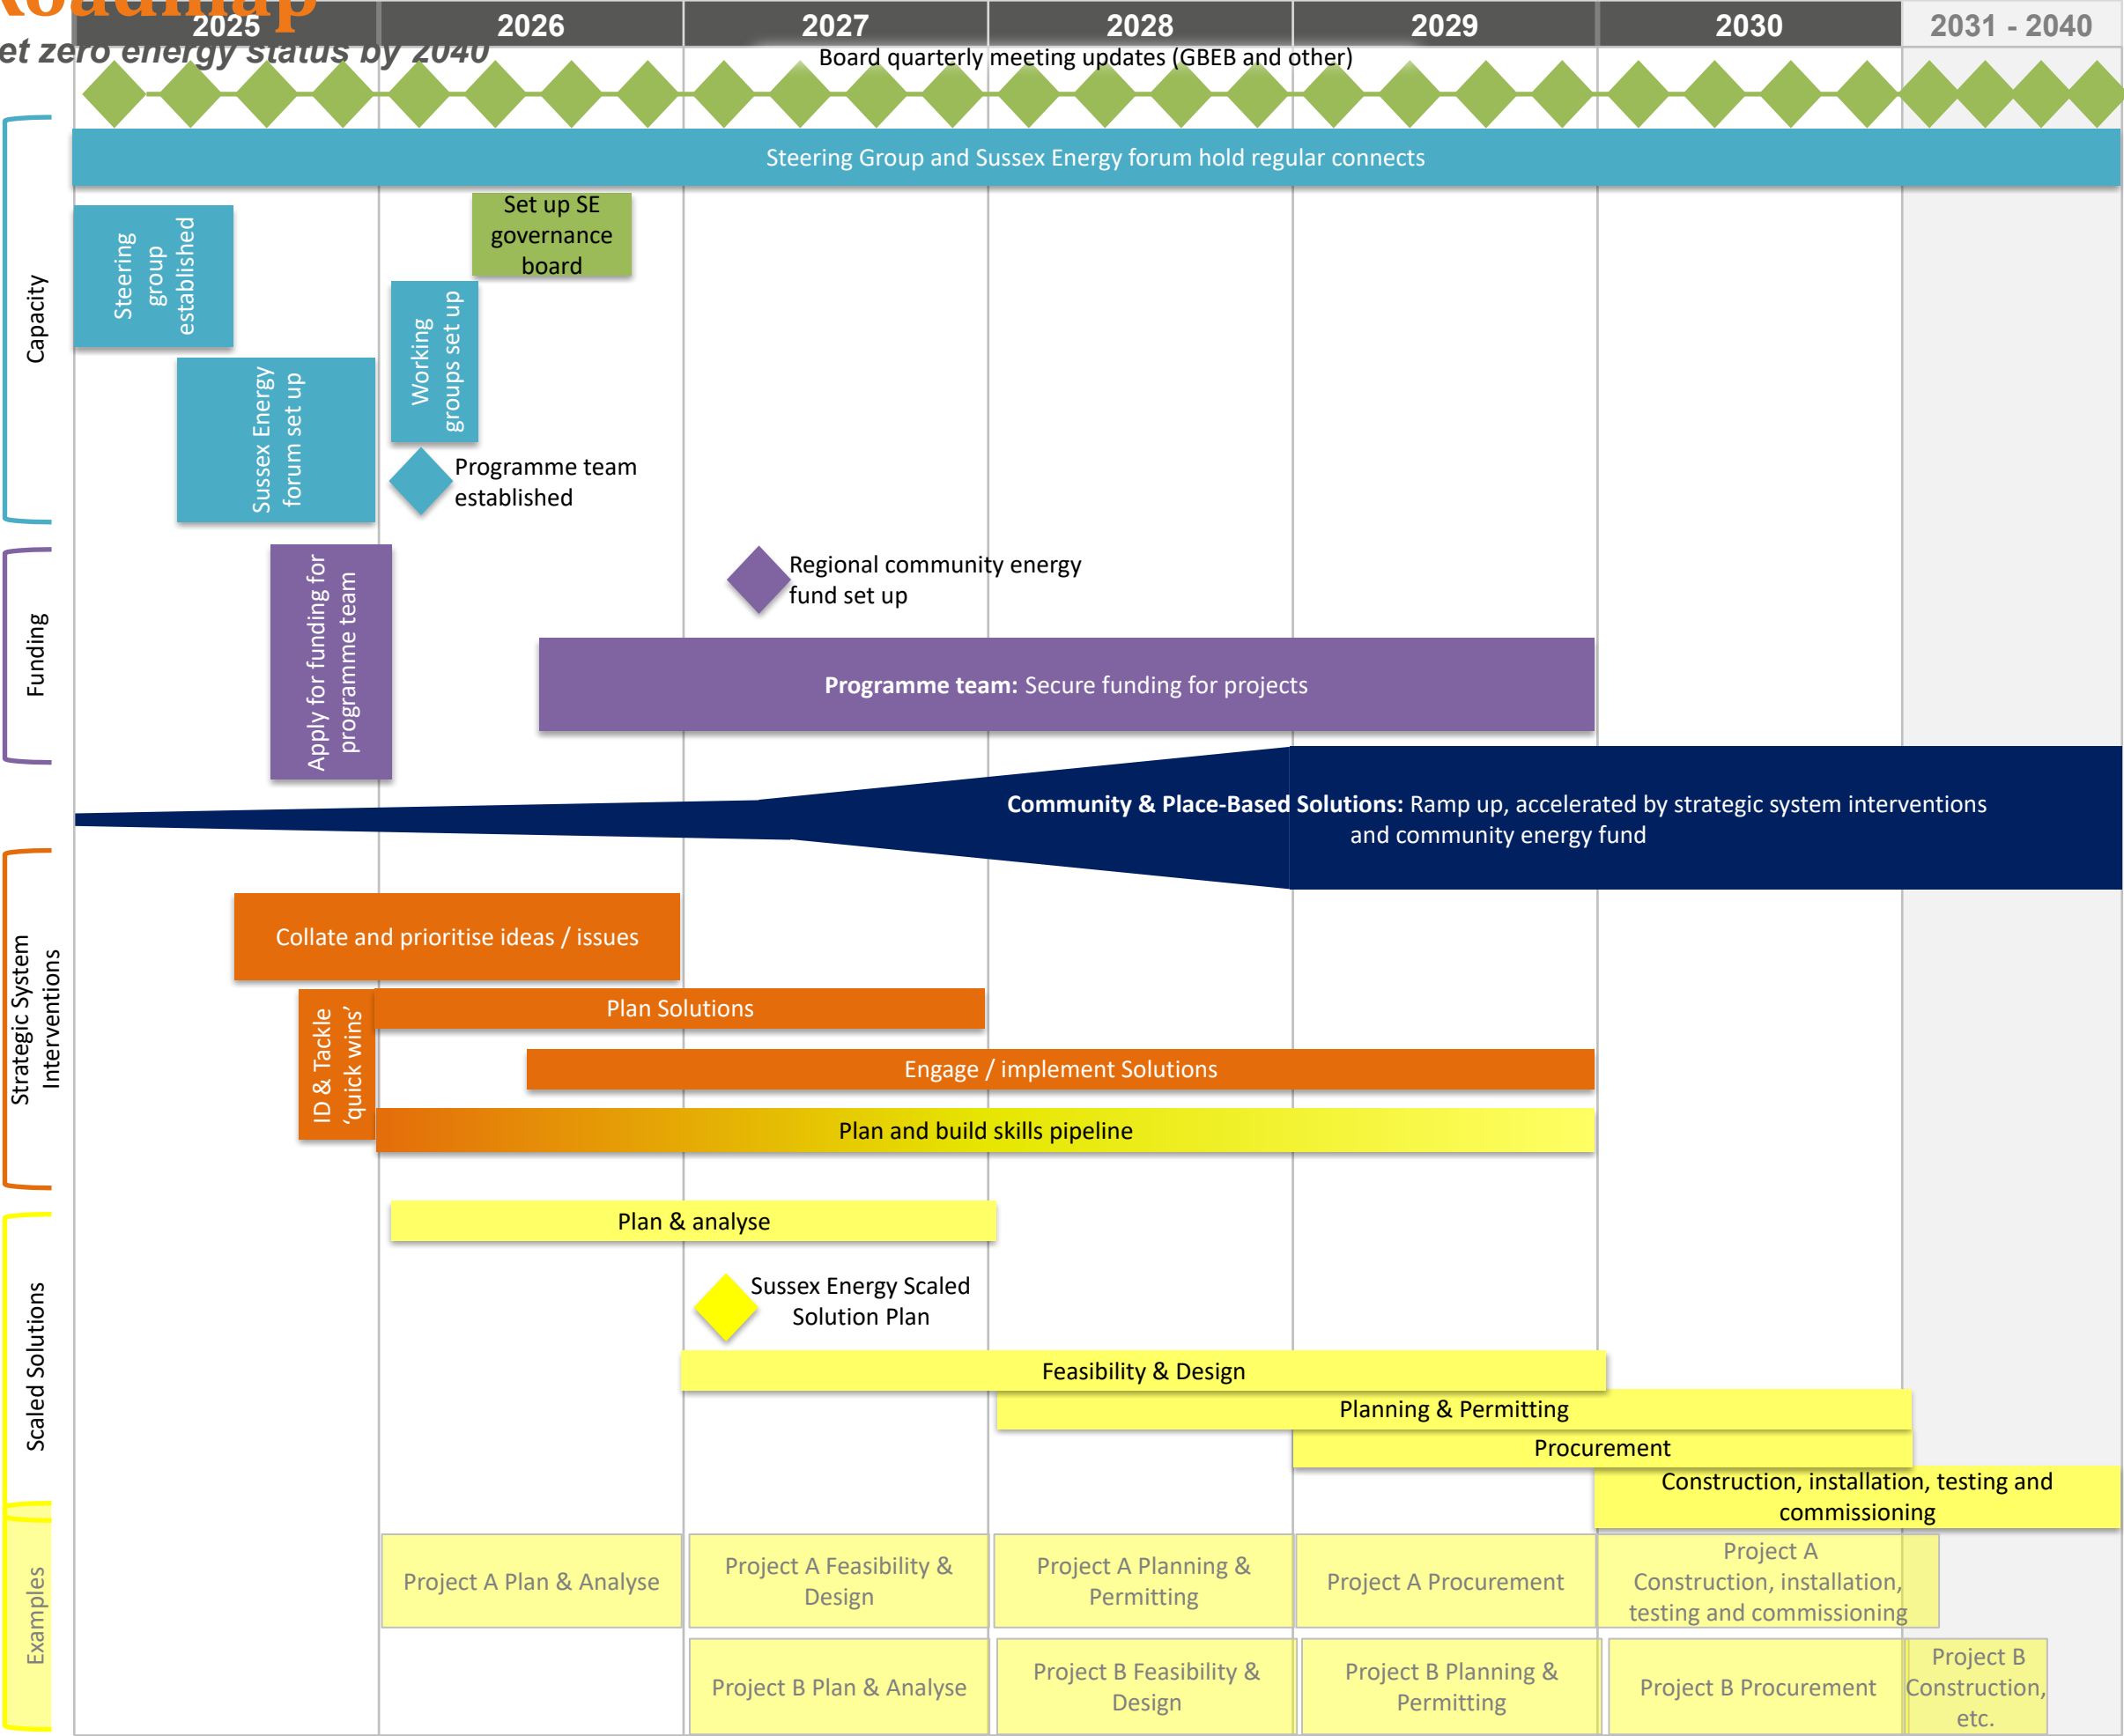 Roadmap
et zero energy status by 2040
2025
2026
2027
2028
2029
2030
2031 - 2040
Board quarterly meeting updates (GBEB and other)
Steering Group and Sussex Energy forum hold regular connects
Capacity
Steering
group
established
Set up SE
governance
board
Working
groups set up
Sussex Energy
forum set up
Programme team
established
Funding
Apply for funding for
programme team
Regional community energy
fund set up
Programme team: Secure funding for projects
Community & Place-Based Solutions: Ramp up, accelerated by strategic system interventions
and community energy fund
Strategic System
Interventions
Collate and prioritise ideas / issues
ID & Tackle
‘quick wins’
Plan Solutions
Engage / implement Solutions
Plan and build skills pipeline
Scaled Solutions
Plan & analyse
Sussex Energy Scaled
Solution Plan
Feasibility & Design
Planning & Permitting
Procurement
Construction, installation, testing and
commissioning
Examples
Project A Plan & Analyse
Project A Feasibility &
Design
Project A Planning &
Permitting
Project A Procurement
Project A
Construction, installation,
testing and commissioning
Project B Plan & Analyse
Project B Feasibility &
Design
Project B Planning &
Permitting
Project B Procurement
Project B
Construction,
etc.